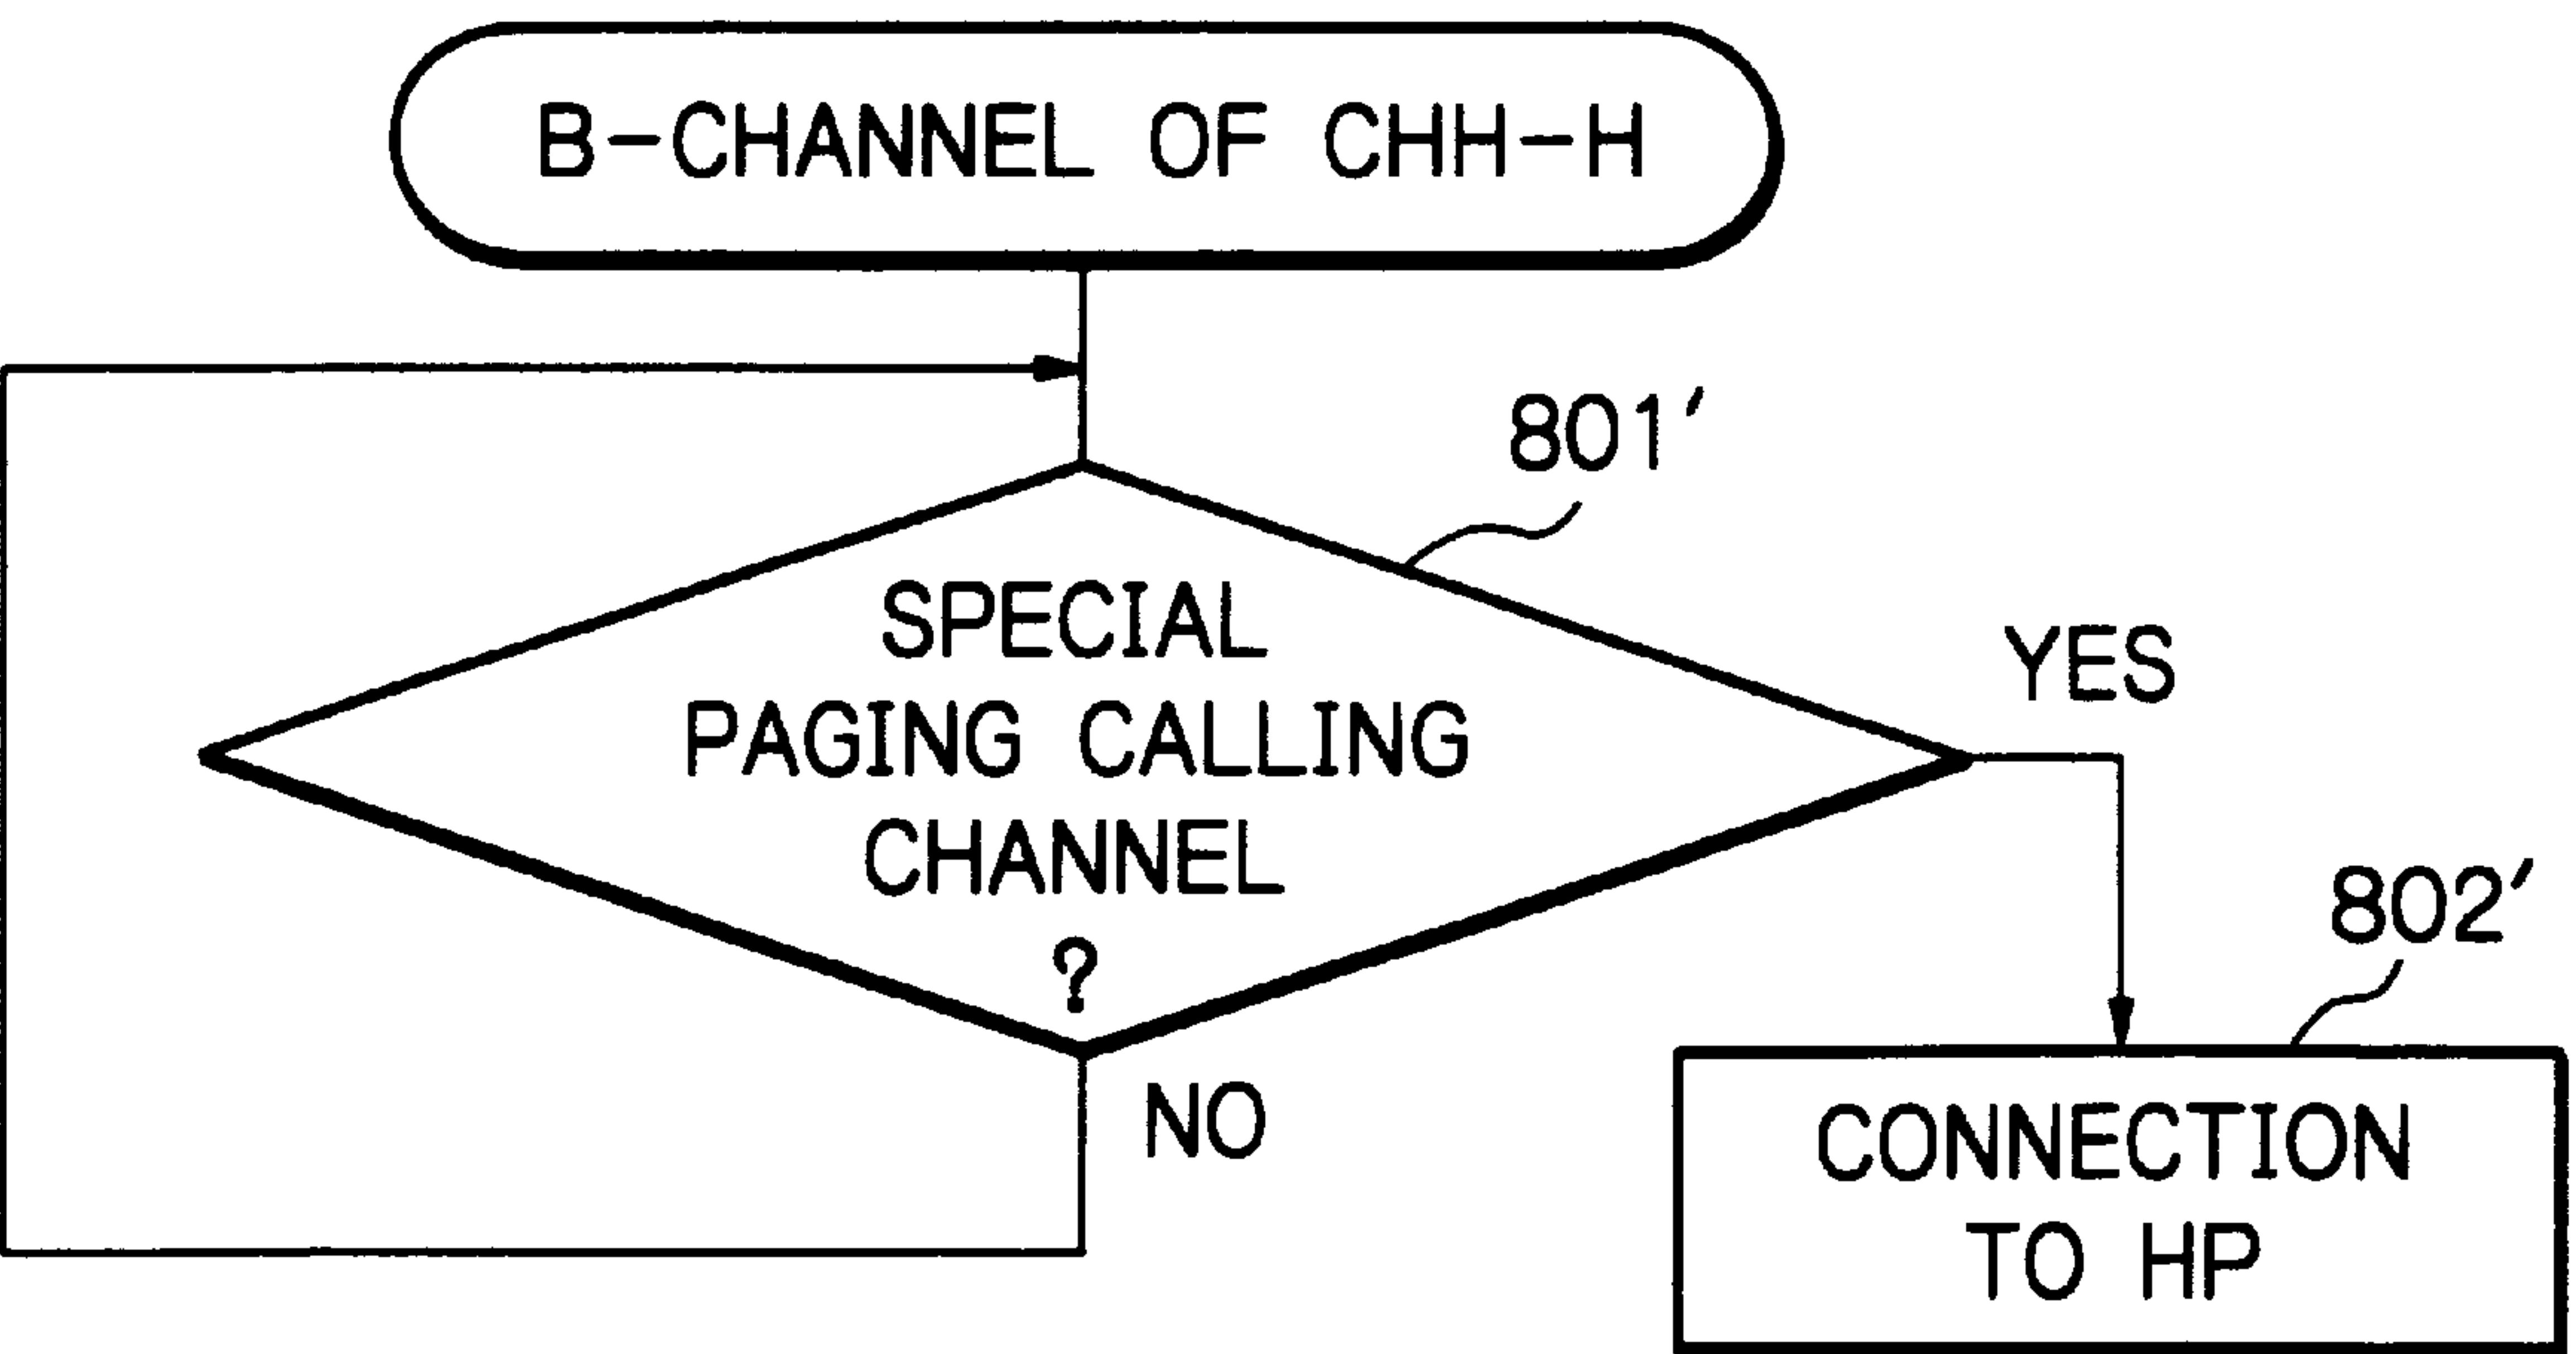 B-CHANNEL OF CHH-H
801'
SPECIAL
PAGING CALLING
CHANNEL
?
YES
NO
802'
CONNECTION
TO HP